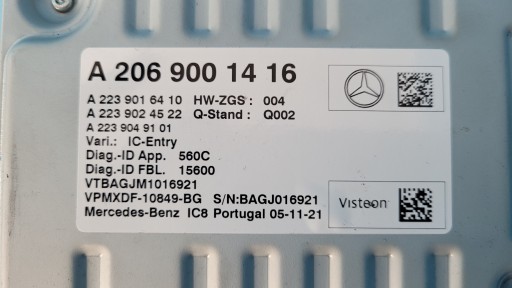 A 206 900 14 16
A 223 901 64 10 HW-ZGS : 004
A 223 902 45 22 Q-Stand : Q002
A 223 904 91 01
Vari.: IC-Entry
Diag.-ID App. 560C
Diag.-ID FBL. 15600
VTBAGJM1016921
VPMXDF-10849-BG S/N:BAGJ016921
Mercedes-Benz IC8 Portugal 05-11-21
Visteon